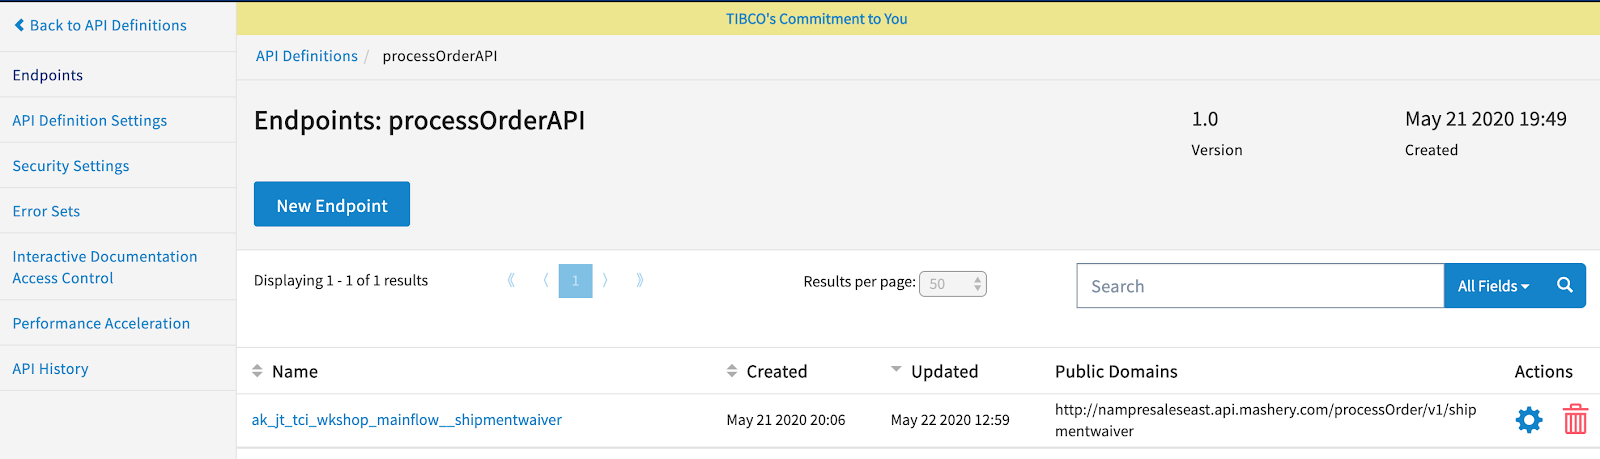 Back to API Definitions
TIBCO's Commitment to You
Endpoints
API Definition Settings
Security Settings
Error Sets
Interactive Documentation
Access Control
Performance Acceleration
API History
API Definitions / processOrderAPI
Endpoints: processOrderAPI
1.0
Version
May 21 2020 19:49
Created
New Endpoint
Displaying 1 - 1 of 1 results
《 〈 1 〉 》
Results per page: 50
Search
All Fields
Name Created Updated Public Domains Actions
ak_jt_tci_wkshop_mainflow__shipmentwaiver May 21 2020 20:06 May 22 2020 12:59 http://nampresaleseast.api.mashery.com/processOrder/v1/ship
mentwaiver